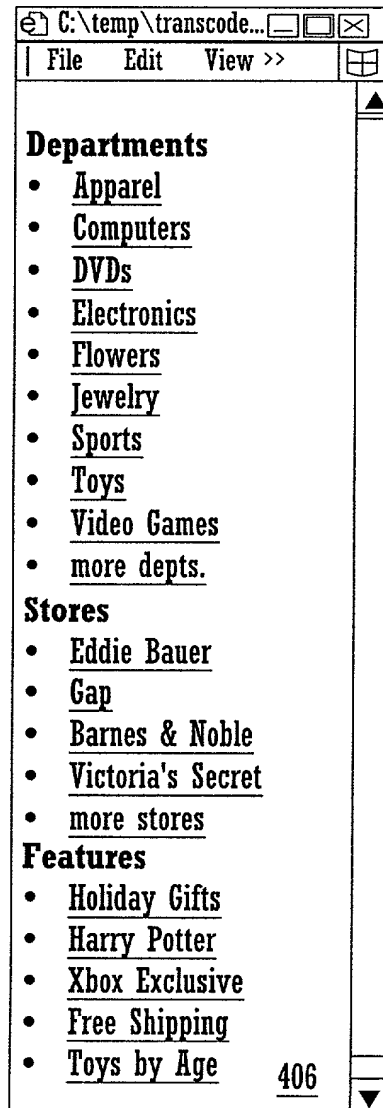 C:\temp\transcode...
File Edit View >>
Departments
• Apparel
• Computers
• DVDs
• Electronics
• Flowers
• Jewelry
• Sports
• Toys
• Video Games
• more depts.
Stores
• Eddie Bauer
• Gap
• Barnes & Noble
• Victoria's Secret
• more stores
Features
• Holiday Gifts
• Harry Potter
• Xbox Exclusive
• Free Shipping
• Toys by Age
406